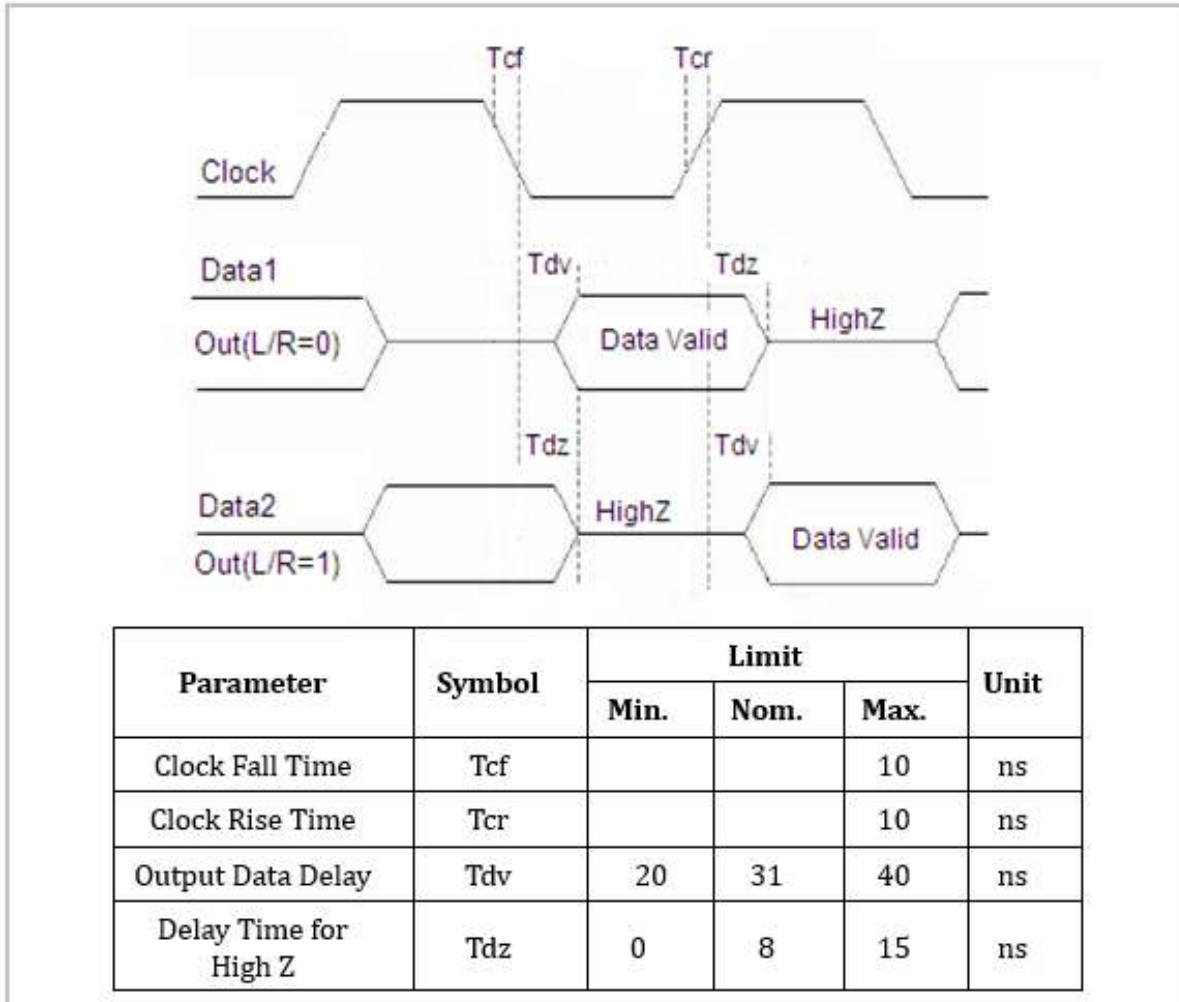 Tcf Tcr
Clock
Data1 Tdv Tdz
Out(L/R=0) Data Valid HighZ
Tdz Tdv
Data2 HighZ
Out(L/R=1) Data Valid
Parameter Symbol Limit Unit
Min. Nom. Max.
Clock Fall Time Tcf 10 ns
Clock Rise Time Tcr 10 ns
Output Data Delay Tdv 20 31 40 ns
Delay Time for
High Z Tdz 0 8 15 ns